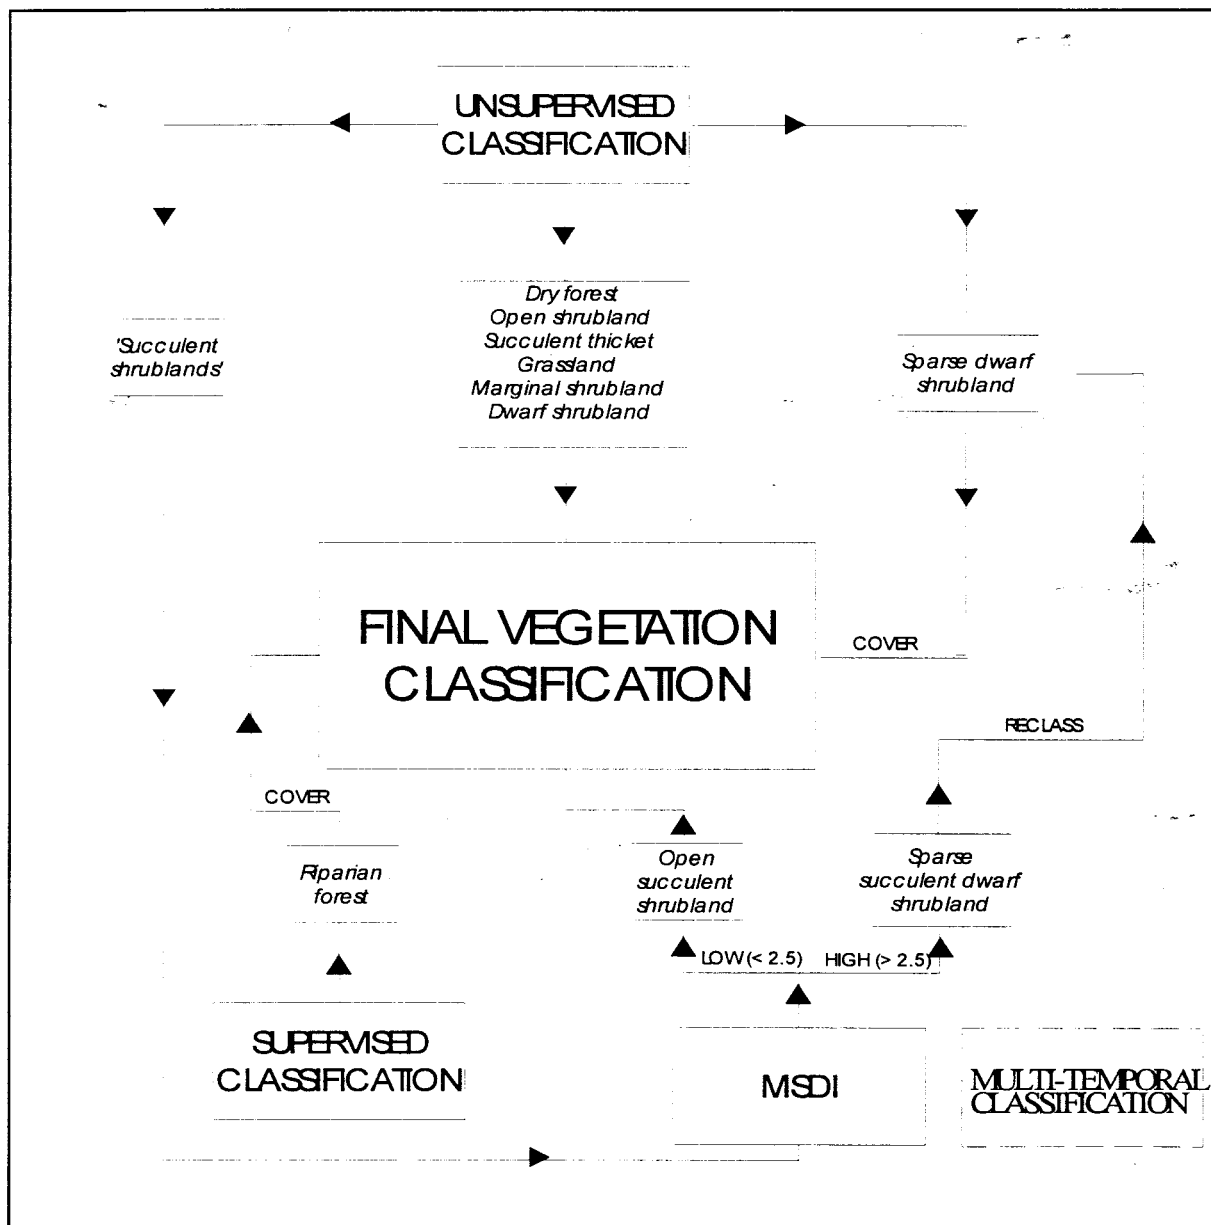 UNSUPERVISED
CLASSIFICATION
'Succulent
shrublands'
Dry forest
Open shrubland
Succulent thicket
Grassland
Marginal shrubland
Dwarf shrubland
Sparse dwarf
shrubland
FINAL VEGETATION
CLASSIFICATION
COVER
RECLASS
COVER
Riparian
forest
Open
succulent
shrubland
Sparse
succulent dwarf
shrubland
LOW (< 2.5)
HIGH (> 2.5)
SUPERVISED
CLASSIFICATION
MSDI
MULTI-TEMPORAL
CLASSIFICATION